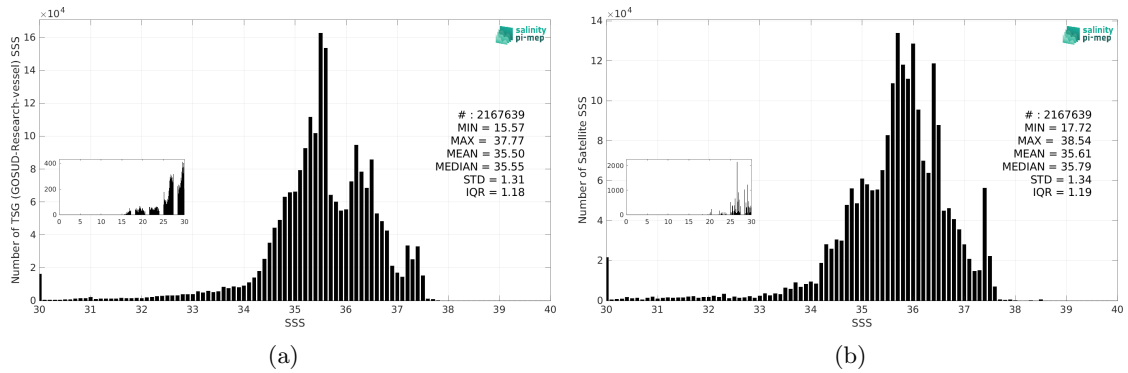 ×10⁴
16
14
12
10
8
6
4
2
0
Number of TSG (GOSUD-Research-vessel) SSS
salinity
pi-mep
# : 2167639
MIN = 15.57
MAX = 37.77
MEAN = 35.50
MEDIAN = 35.55
STD = 1.31
IQR = 1.18
400
200
0
0 5 10 15 20 25 30
30 31 32 33 34 35 36 37 38 39 40
SSS
(a)
×10⁴
14
12
10
8
6
4
2
0
Number of Satellite SSS
salinity
pi-mep
# : 2167639
MIN = 17.72
MAX = 38.54
MEAN = 35.61
MEDIAN = 35.79
STD = 1.34
IQR = 1.19
2000
1000
0
0 5 10 15 20 25 30
30 31 32 33 34 35 36 37 38 39 40
SSS
(b)